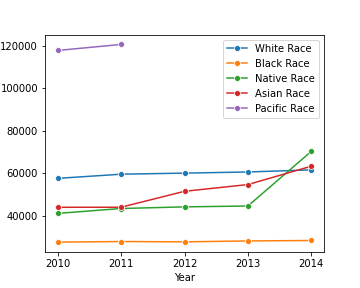 120000
100000
80000
60000
40000
White Race
Black Race
Native Race
Asian Race
Pacific Race
2010 2011 2012 2013 2014
Year